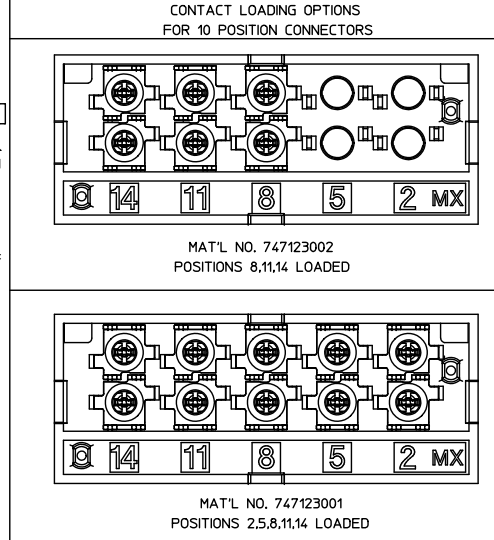 CONTACT LOADING OPTIONS
FOR 10 POSITION CONNECTORS
14 11 8 5 2 MX
MAT'L NO. 747123002
POSITIONS 8,11,14 LOADED
14 11 8 5 2 MX
MAT'L NO. 747123001
POSITIONS 2,5,8,11,14 LOADED